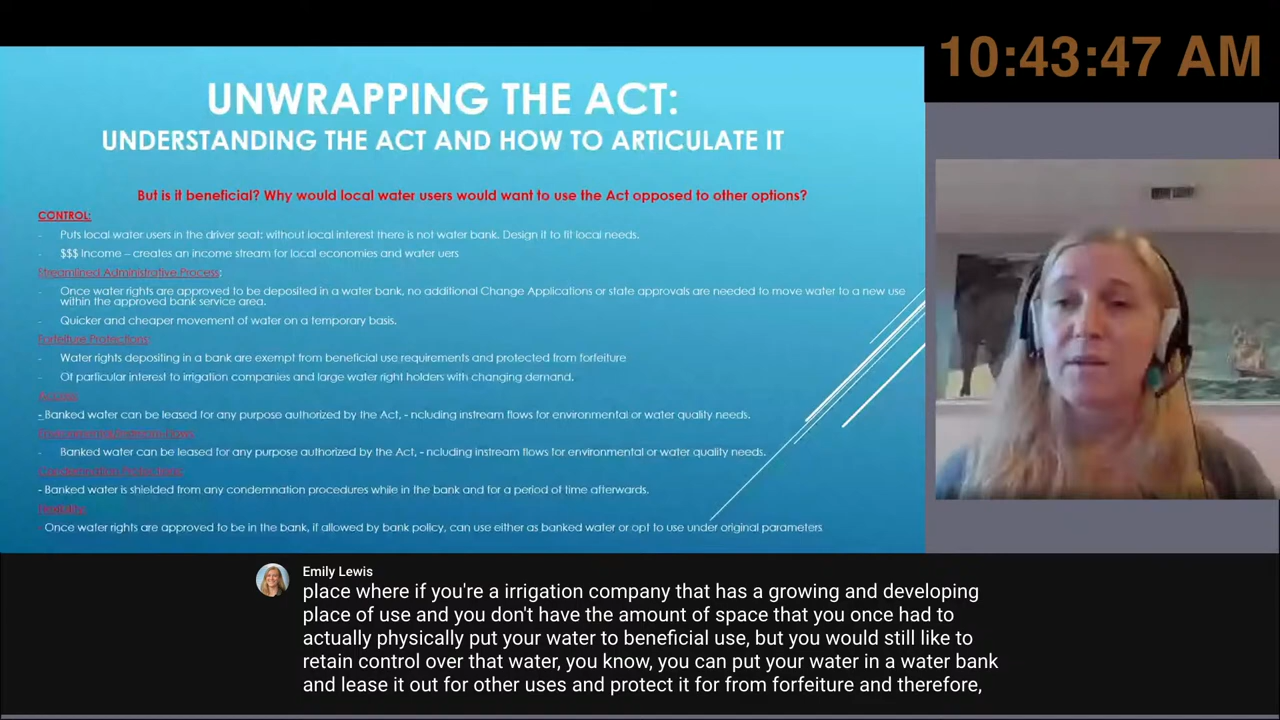 10:43:47 AM
UNWRAPPING THE ACT:
UNDERSTANDING THE ACT AND HOW TO ARTICULATE IT
But is it beneficial? Why would local water users would want to use the Act opposed to other options?
CONTROL:
- Puts local water users in the driver seat: without local interest there is not water bank. Design it to fit local needs.
- $$$ Income – creates an income stream for local economies and water uers
Streamlined Administrative Process:
- Once water rights are approved to be deposited in a water bank, no additional Change Applications or state approvals are needed to move water to a new use
within the approved bank service area.
- Quicker and cheaper movement of water on a temporary basis.
Forfeiture Protections:
- Water rights depositing in a bank are exempt from beneficial use requirements and protected from forfeiture
- Of particular interest to irrigation companies and large water right holders with changing demand.
- Banked water can be leased for any purpose authorized by the Act, - ncluding instream flows for environmental or water quality needs.
- Banked water can be leased for any purpose authorized by the Act, - ncluding instream flows for environmental or water quality needs.
- Banked water is shielded from any condemnation procedures while in the bank and for a period of time afterwards.
- Once water rights are approved to be in the bank, if allowed by bank policy, can use either as banked water or opt to use under original parameters
Emily Lewis
place where if you're a irrigation company that has a growing and developing
place of use and you don't have the amount of space that you once had to
actually physically put your water to beneficial use, but you would still like to
retain control over that water, you know, you can put your water in a water bank
and lease it out for other uses and protect it for from forfeiture and therefore,